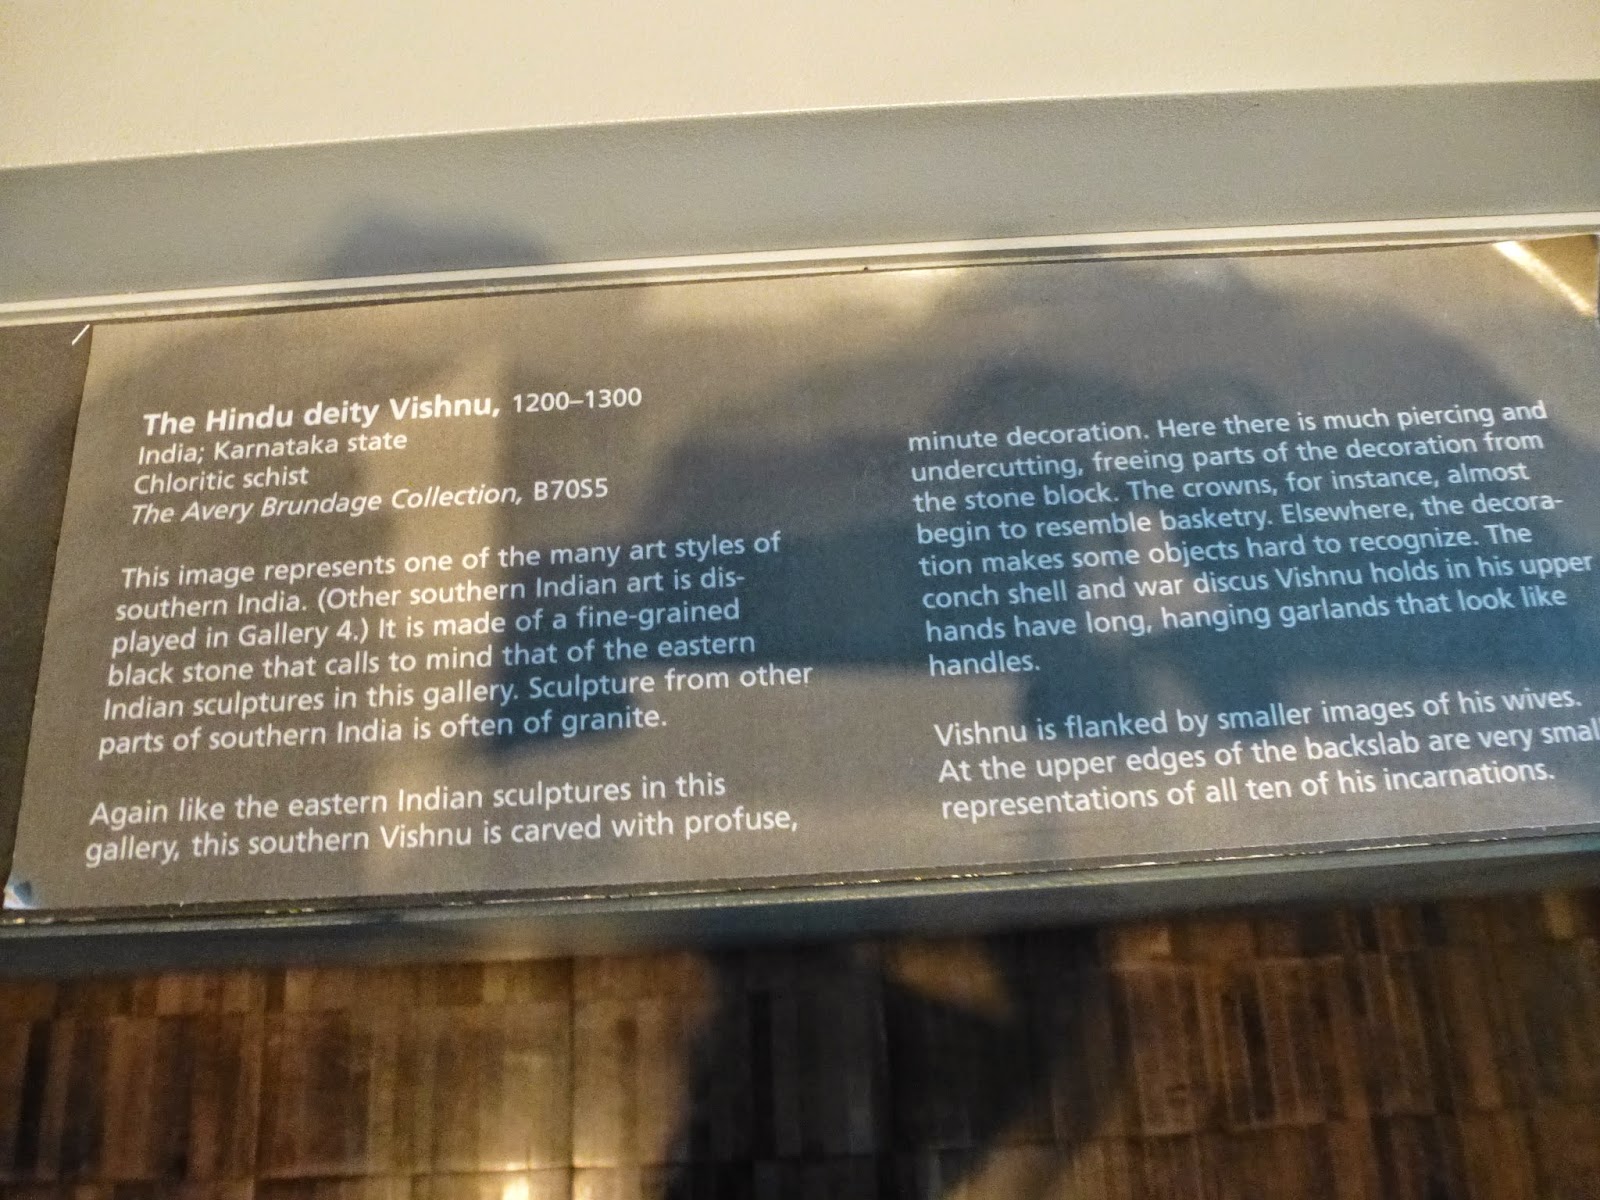 The Hindu deity Vishnu, 1200–1300
India; Karnataka state
Chloritic schist
The Avery Brundage Collection, B70S5
This image represents one of the many art styles of
southern India. (Other southern Indian art is dis-
played in Gallery 4.) It is made of a fine-grained
black stone that calls to mind that of the eastern
Indian sculptures in this gallery. Sculpture from other
parts of southern India is often of granite.
Again like the eastern Indian sculptures in this
gallery, this southern Vishnu is carved with profuse,
minute decoration. Here there is much piercing and
undercutting, freeing parts of the decoration from
the stone block. The crowns, for instance, almost
begin to resemble basketry. Elsewhere, the decora-
tion makes some objects hard to recognize. The
conch shell and war discus Vishnu holds in his upper
hands have long, hanging garlands that look like
handles.
Vishnu is flanked by smaller images of his wives.
At the upper edges of the backslab are very small
representations of all ten of his incarnations.